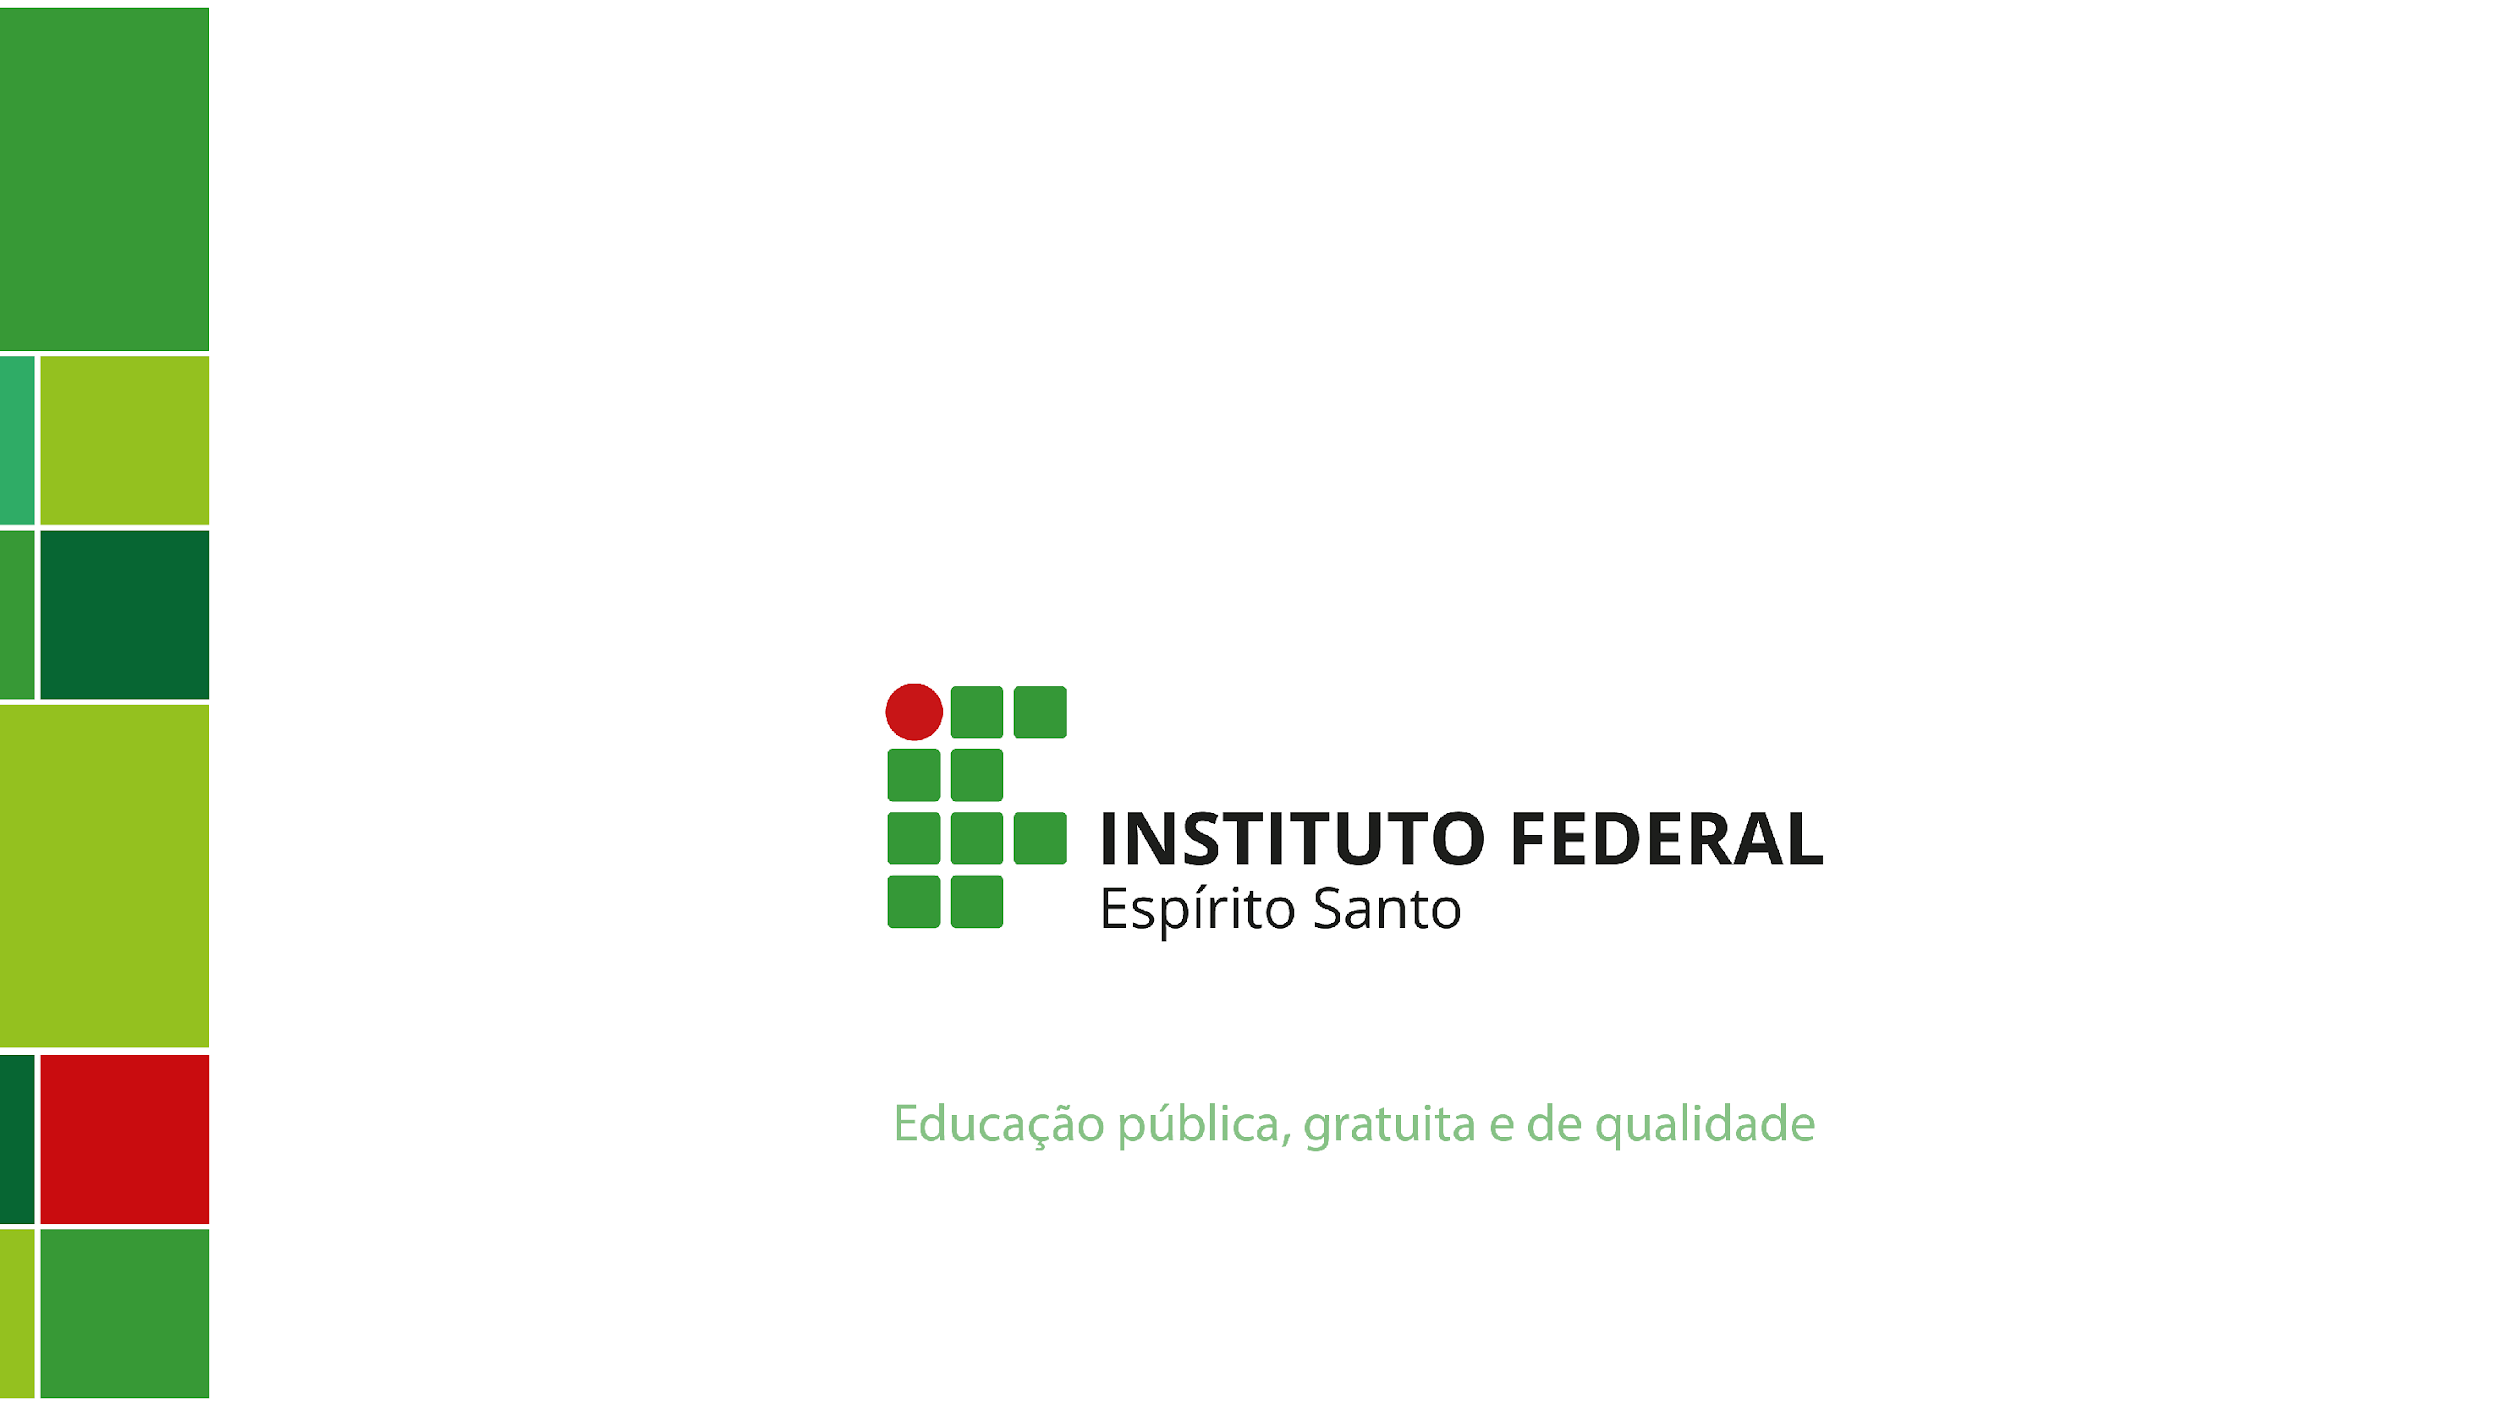 INSTITUTO FEDERAL
Espírito Santo
Educação pública, gratuita e de qualidade